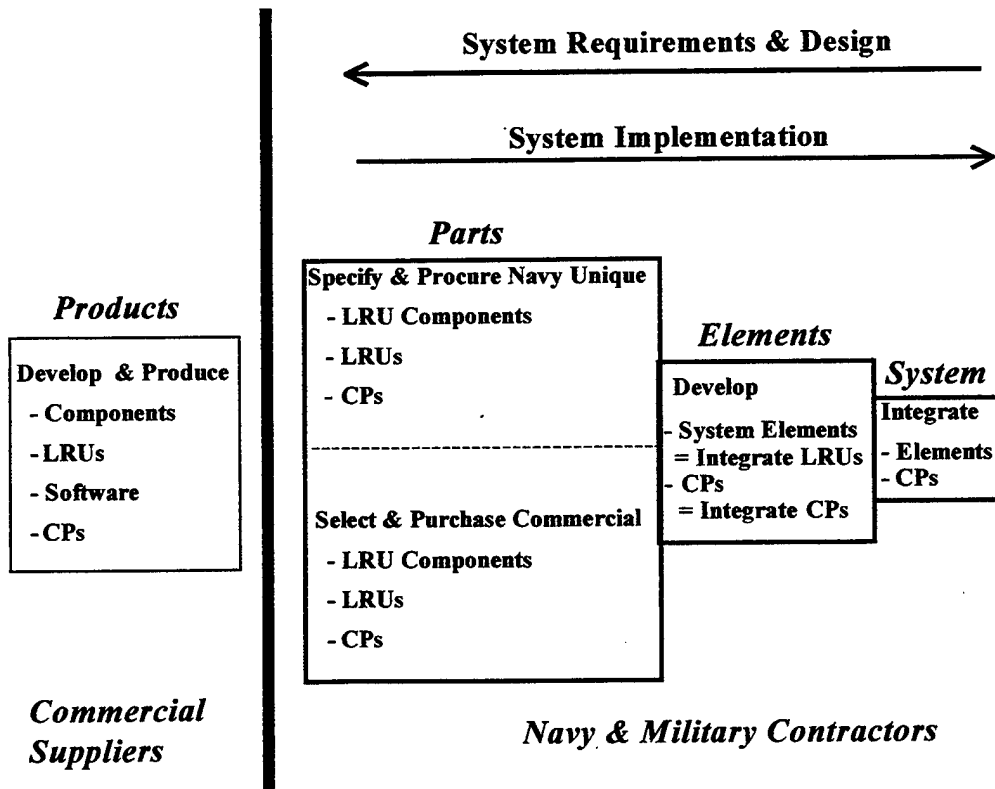 System Requirements & Design
System Implementation
Products
Develop & Produce
- Components
- LRUs
- Software
- CPs
Commercial
Suppliers
Parts
Specify & Procure Navy Unique
- LRU Components
- LRUs
- CPs
Select & Purchase Commercial
- LRU Components
- LRUs
- CPs
Elements
Develop
- System Elements
= Integrate LRUs
- CPs
= Integrate CPs
System
Integrate
- Elements
- CPs
Navy & Military Contractors